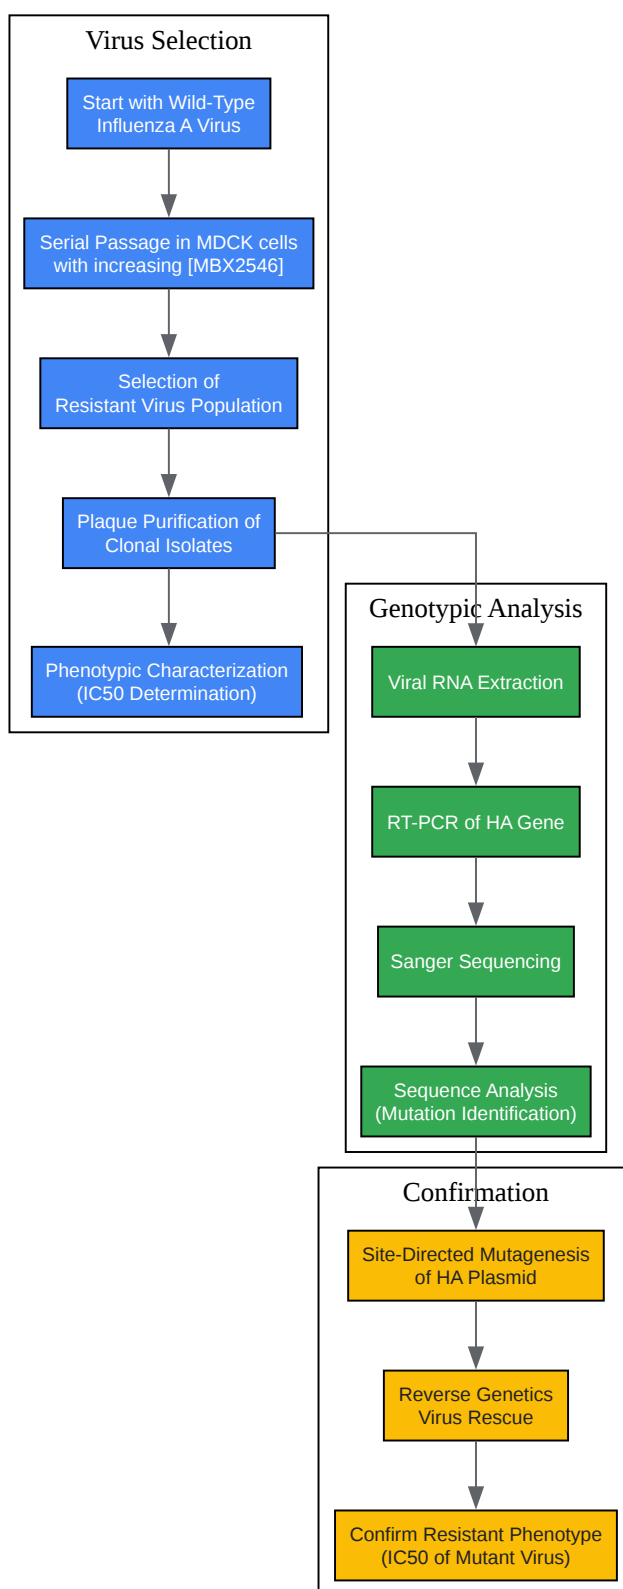 Virus Selection
Start with Wild-Type
Influenza A Virus
Serial Passage in MDCK cells
with increasing [MBX2546]
Selection of
Resistant Virus Population
Plaque Purification of
Clonal Isolates
Phenotypic Characterization
(IC50 Determination)
Genotypic Analysis
Viral RNA Extraction
RT-PCR of HA Gene
Sanger Sequencing
Sequence Analysis
(Mutation Identification)
Confirmation
Site-Directed Mutagenesis
of HA Plasmid
Reverse Genetics
Virus Rescue
Confirm Resistant Phenotype
(IC50 of Mutant Virus)